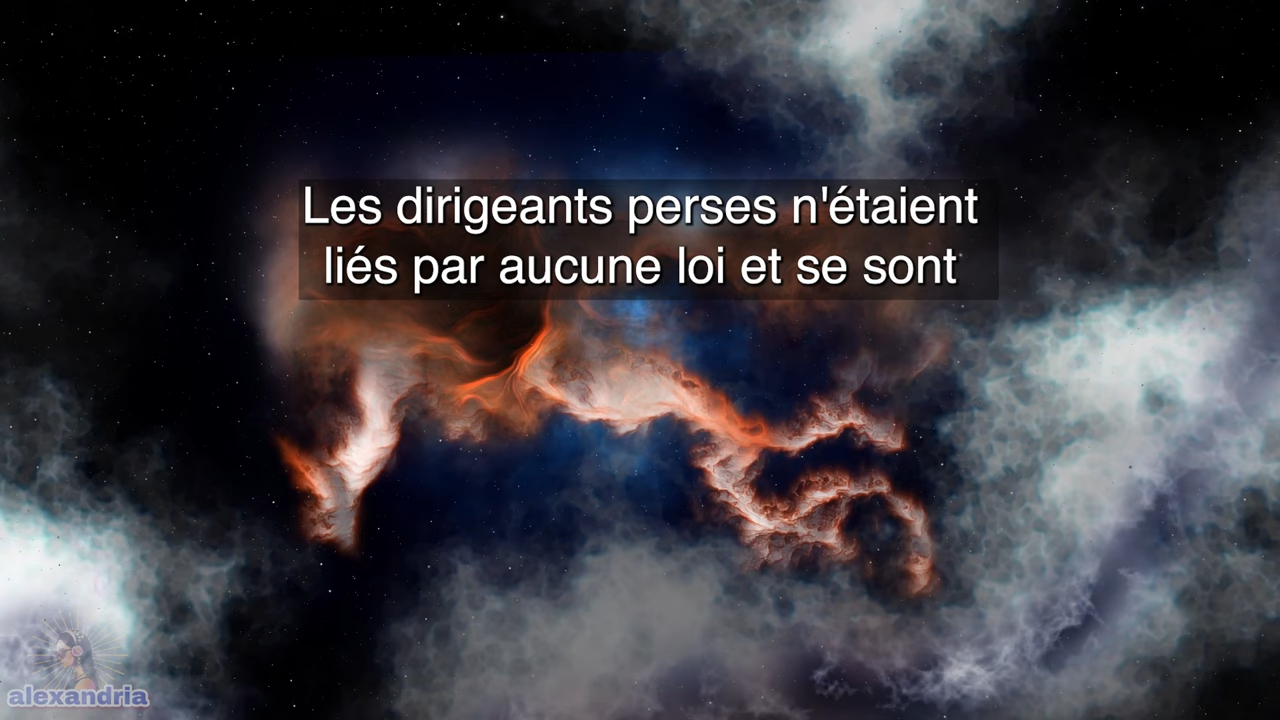 Les dirigeants perses n'étaient
liés par aucune loi et se sont
alexandria